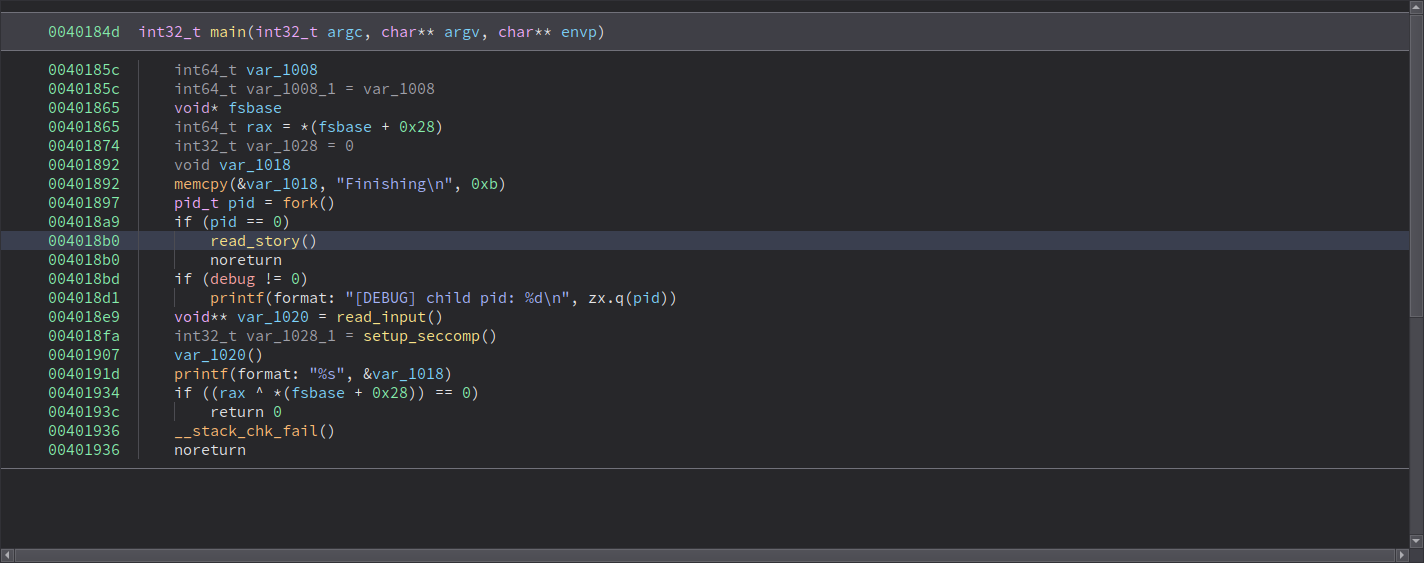 0040184d  int32_t main(int32_t argc, char** argv, char** envp)
0040185c      int64_t var_1008
0040185c      int64_t var_1008_1 = var_1008
00401865      void* fsbase
00401865      int64_t rax = *(fsbase + 0x28)
00401874      int32_t var_1028 = 0
00401892      void var_1018
00401892      memcpy(&var_1018, "Finishing\n", 0xb)
00401897      pid_t pid = fork()
004018a9      if (pid == 0)
004018b0          read_story()
004018b0          noreturn
004018bd      if (debug != 0)
004018d1          printf(format: "[DEBUG] child pid: %d\n", zx.q(pid))
004018e9      void** var_1020 = read_input()
004018fa      int32_t var_1028_1 = setup_seccomp()
00401907      var_1020()
0040191d      printf(format: "%s", &var_1018)
00401934      if ((rax ^ *(fsbase + 0x28)) == 0)
0040193c          return 0
00401936      __stack_chk_fail()
00401936      noreturn